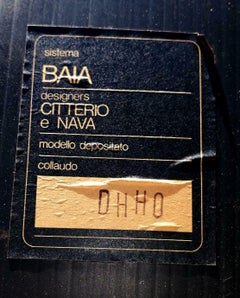 sistema
BAIA
designers
CITTERIO
e NAVA
modello depositato
collaudo
DHHO